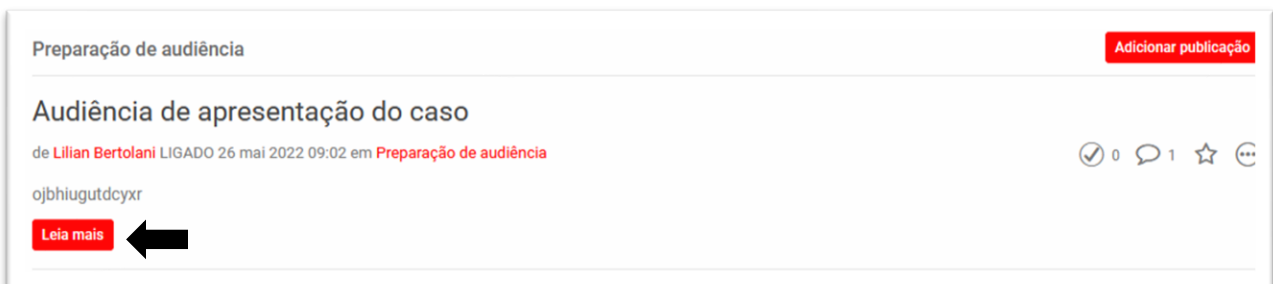 Preparação de audiência
Adicionar publicação
Audiência de apresentação do caso
de Lilian Bertolani LIGADO 26 mai 2022 09:02 em Preparação de audiência
0 1
ojbhiugutdcyxr
Leia mais